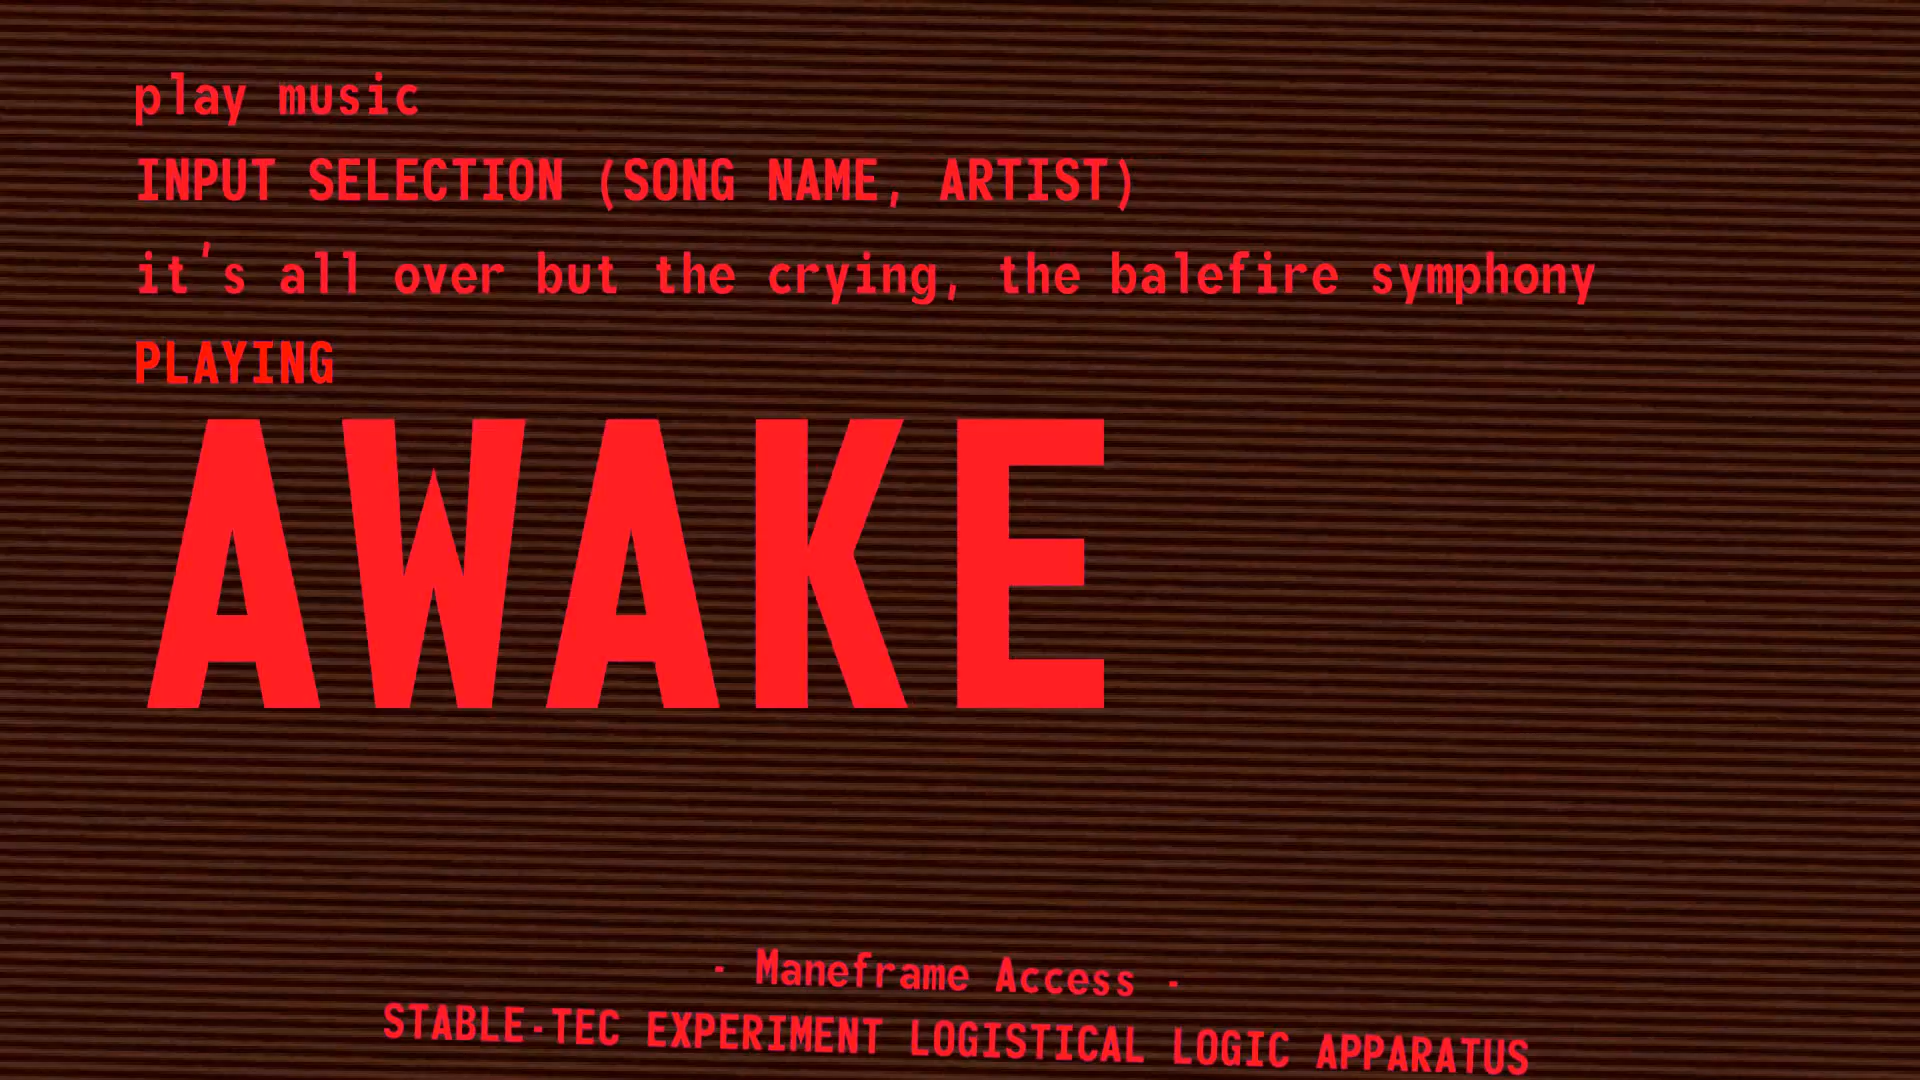 play music
INPUT SELECTION (SONG NAME, ARTIST)
it's all over but the crying, the balefire symphony
PLAYING
AWAKE
- Maneframe Access -
STABLE-TEC EXPERIMENT LOGISTICAL LOGIC APPARATUS